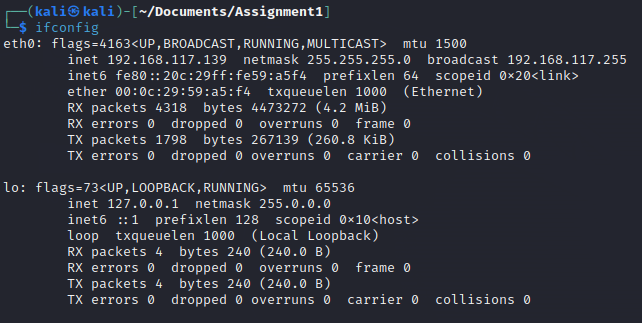 ┌──(kali㉿kali)-[~/Documents/Assignment1]
└─$ ifconfig
eth0: flags=4163<UP,BROADCAST,RUNNING,MULTICAST>  mtu 1500
        inet 192.168.117.139  netmask 255.255.255.0  broadcast 192.168.117.255
        inet6 fe80::20c:29ff:fe59:a5f4  prefixlen 64  scopeid 0×20<link>
        ether 00:0c:29:59:a5:f4  txqueuelen 1000  (Ethernet)
        RX packets 4318  bytes 4473272 (4.2 MiB)
        RX errors 0  dropped 0  overruns 0  frame 0
        TX packets 1798  bytes 267139 (260.8 KiB)
        TX errors 0  dropped 0 overruns 0  carrier 0  collisions 0

lo: flags=73<UP,LOOPBACK,RUNNING>  mtu 65536
        inet 127.0.0.1  netmask 255.0.0.0
        inet6 ::1  prefixlen 128  scopeid 0×10<host>
        loop  txqueuelen 1000  (Local Loopback)
        RX packets 4  bytes 240 (240.0 B)
        RX errors 0  dropped 0  overruns 0  frame 0
        TX packets 4  bytes 240 (240.0 B)
        TX errors 0  dropped 0 overruns 0  carrier 0  collisions 0